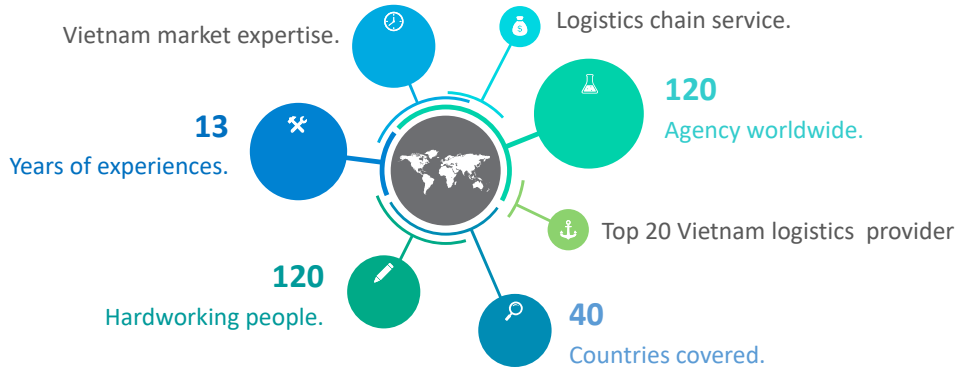 Vietnam market expertise.
Logistics chain service.
13
Years of experiences.
120
Agency worldwide.
Top 20 Vietnam logistics  provider
120
Hardworking people.
40
Countries covered.
$